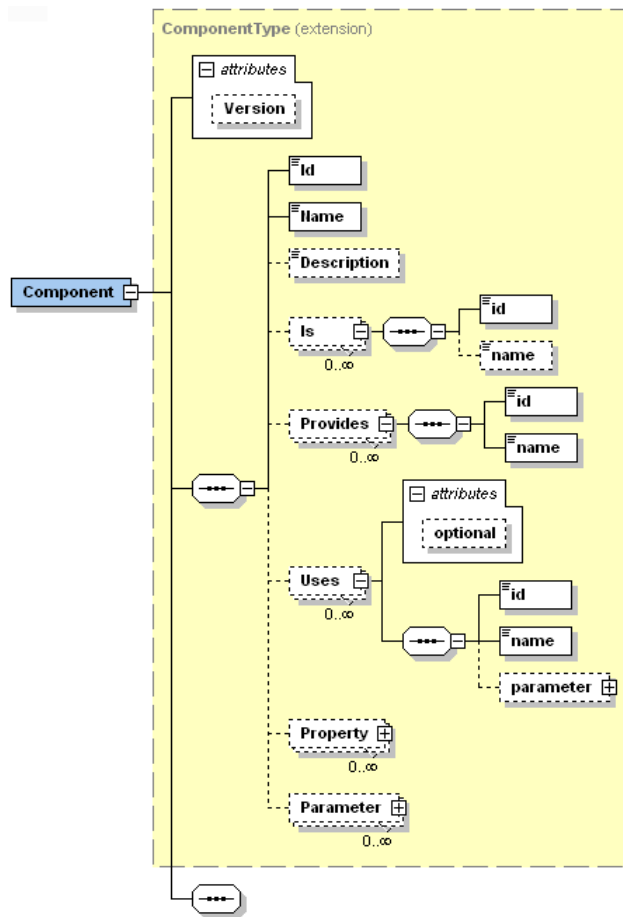 ComponentType (extension)
attributes
Version
Id
Name
Description
Component
Is
0..∞
id
name
Provides
0..∞
id
name
attributes
optional
Uses
0..∞
id
name
parameter
Property
0..∞
Parameter
0..∞